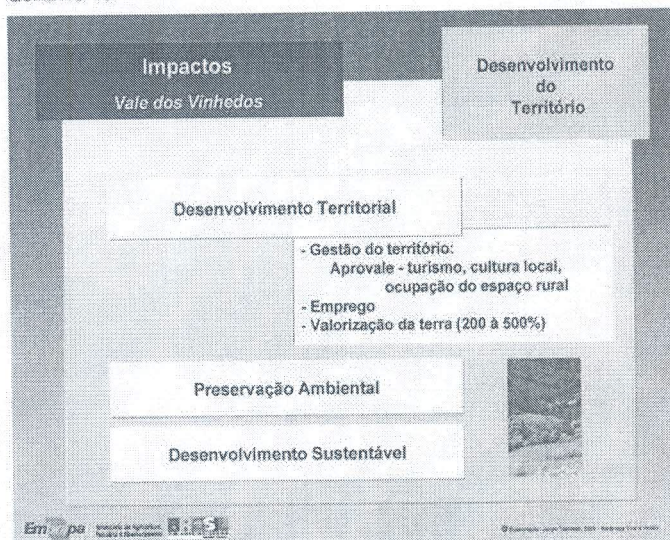 Impactos
Vale dos Vinhedos
Desenvolvimento
do
Território
Desenvolvimento Territorial
- Gestão do território:
Aprovale - turismo, cultura local,
ocupação do espaço rural
- Emprego
- Valorização da terra (200 à 500%)
Preservação Ambiental
Desenvolvimento Sustentável
Em pa